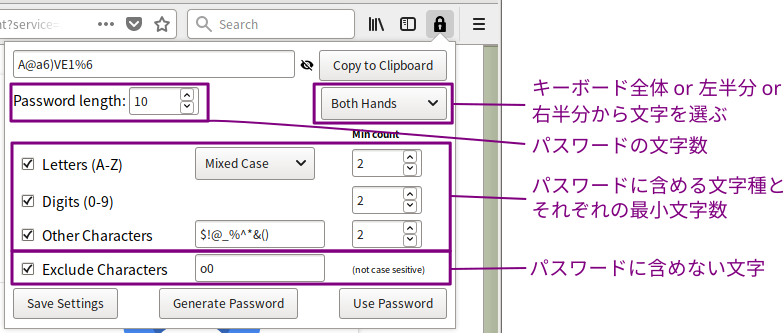 nt?service=
Search
A@a6)VE1%6
Copy to Clipboard
Password length: 10
Both Hands
キーボード全体 or 左半分 or
右半分から文字を選ぶ
Min count
パスワードの文字数
Letters (A-Z)
Mixed Case
2
Digits (0-9)
2
パスワードに含める文字種と
それぞれの最小文字数
Other Characters
$!@_%^*&()
2
Exclude Characters
o0
(not case sesitive)
パスワードに含めない文字
Save Settings
Generate Password
Use Password